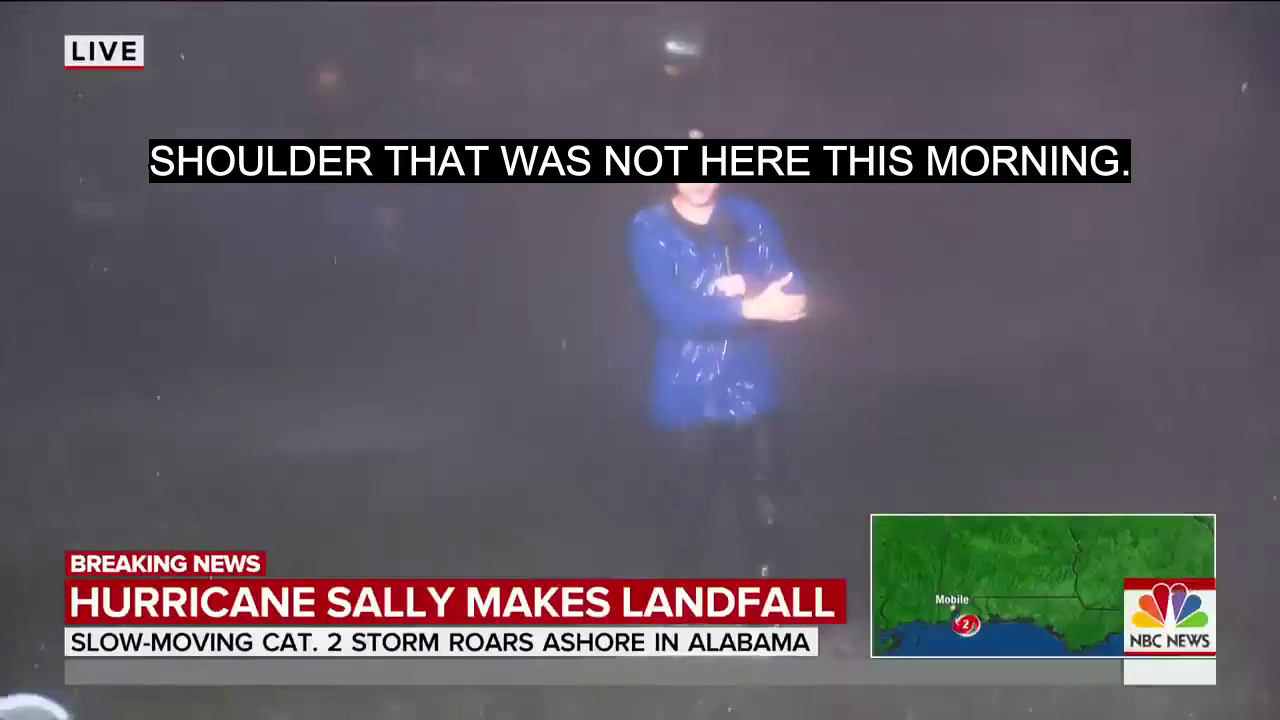 LIVE
SHOULDER THAT WAS NOT HERE THIS MORNING.
BREAKING NEWS
HURRICANE SALLY MAKES LANDFALL
SLOW-MOVING CAT. 2 STORM ROARS ASHORE IN ALABAMA
Mobile
2
NBC NEWS